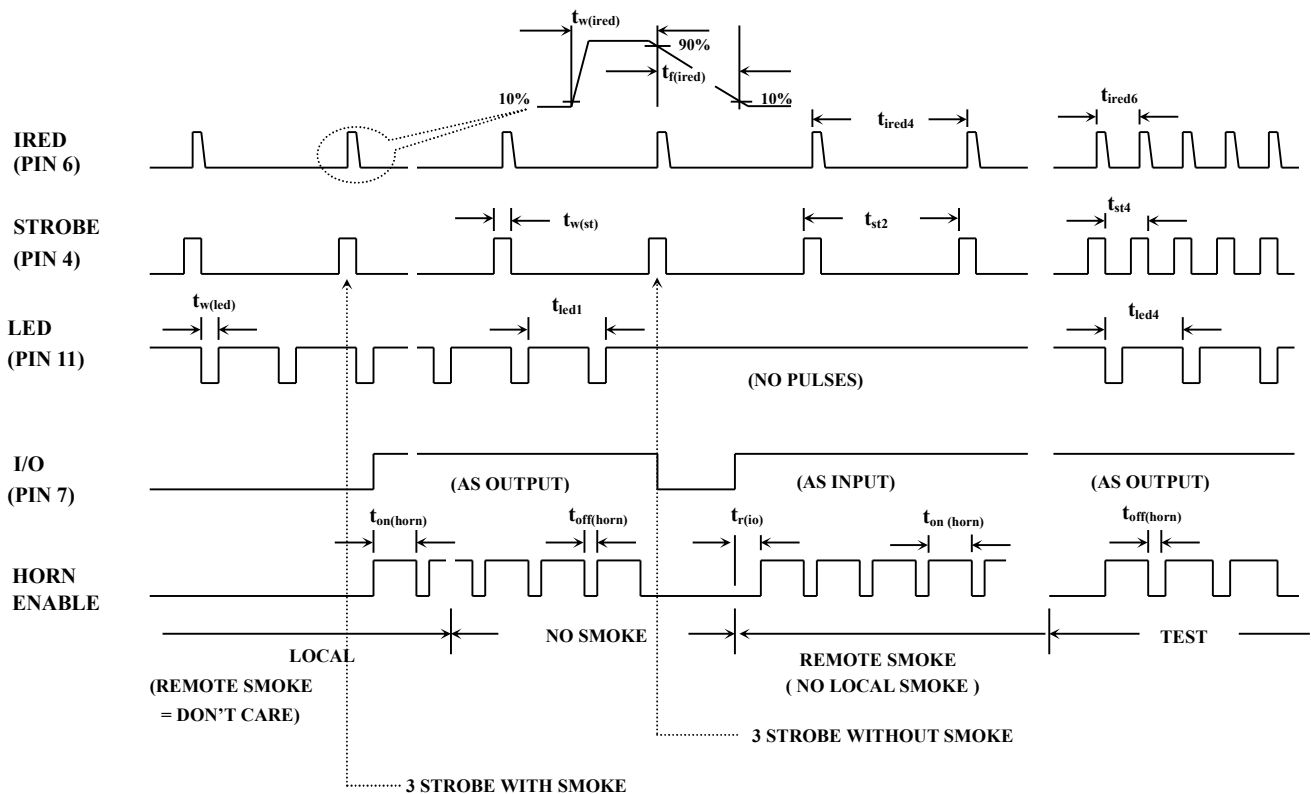 tw(ired)
90%
tf(ired)
10%
10%
tired4
tired6
IRED
(PIN 6)
STROBE
(PIN 4)
tw(st)
tst2
tst4
LED
(PIN 11)
tw(led)
tled1
tled4
(NO PULSES)
I/O
(PIN 7)
(AS OUTPUT)
(AS INPUT)
(AS OUTPUT)
ton(horn)
toff(horn)
tr(io)
ton (horn)
toff(horn)
HORN
ENABLE
NO SMOKE
TEST
LOCAL
REMOTE SMOKE
( NO LOCAL SMOKE )
(REMOTE SMOKE
= DON’T CARE)
3 STROBE WITHOUT SMOKE
3 STROBE WITH SMOKE